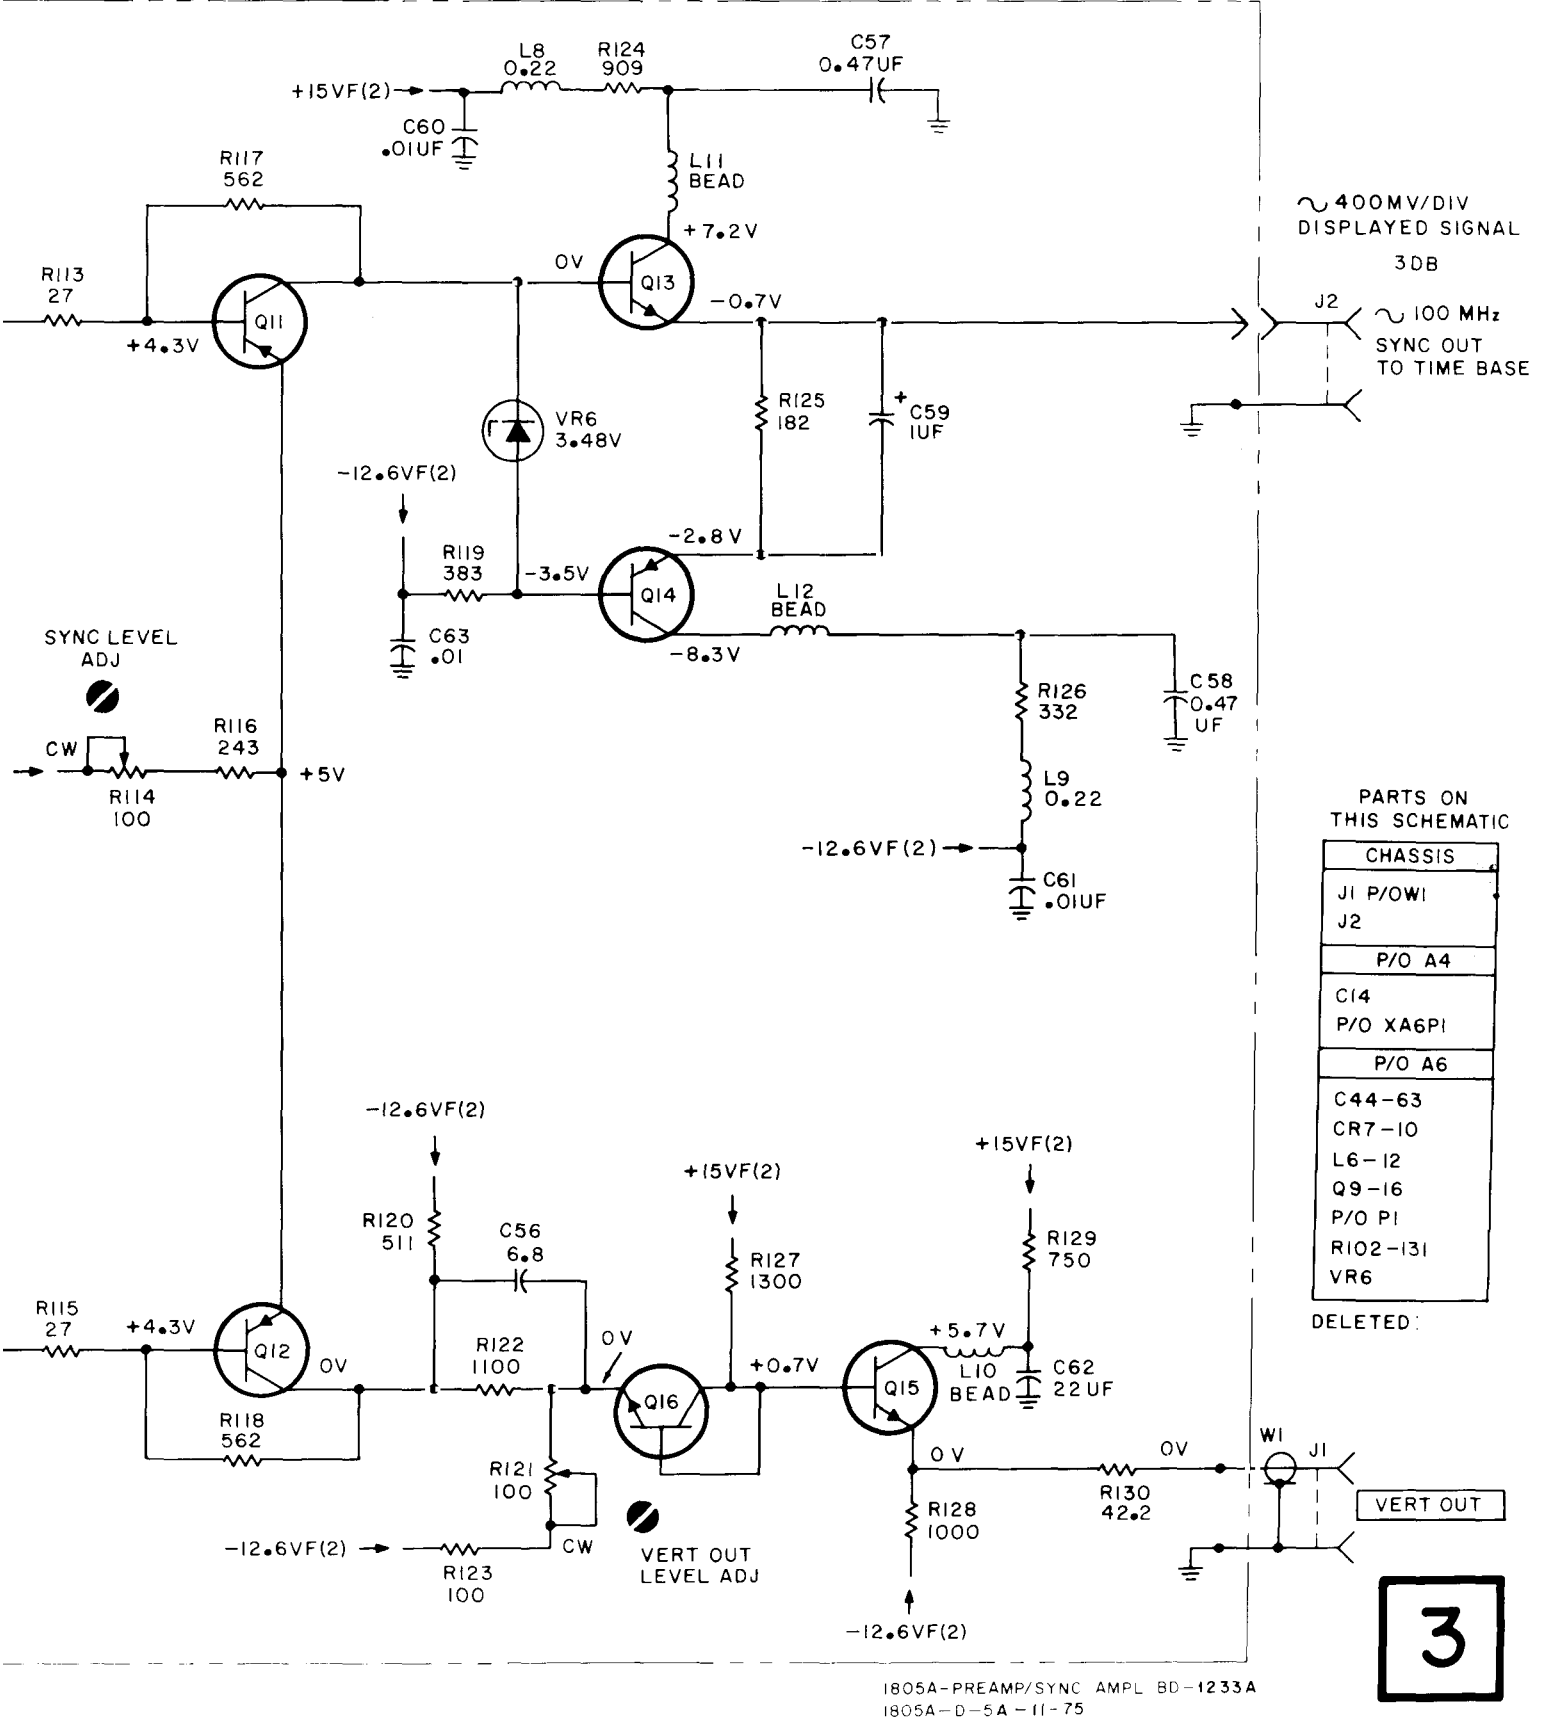 L8
0.22
R124
909
C57
0.47UF
+15VF(2)
C60
.01UF
L11
BEAD
R117
562
+7.2V
∿ 400MV/DIV
DISPLAYED SIGNAL
3DB
R113
27
Q11
+4.3V
0V
Q13
-0.7V
J2
∿ 100 MHz
SYNC OUT
TO TIME BASE
VR6
3.48V
R125
182
+
C59
1UF
-12.6VF(2)
R119
383
-3.5V
-2.8V
Q14
L12
BEAD
C63
.01
-8.3V
SYNC LEVEL
ADJ
CW
R114
100
R116
243
+5V
R126
332
C58
0.47
UF
L9
0.22
-12.6VF(2)
C61
.01UF
PARTS ON
THIS SCHEMATIC
CHASSIS
J1 P/OW1
J2
P/O A4
C14
P/O XA6P1
P/O A6
C44-63
CR7-10
L6-12
Q9-16
P/O P1
R102-131
VR6
DELETED:
-12.6VF(2)
R120
511
C56
6.8
+15VF(2)
R127
1300
+15VF(2)
R129
750
R115
27
+4.3V
Q12
0V
R118
562
R122
1100
0V
Q16
+0.7V
Q15
+5.7V
L10
BEAD
C62
22UF
R121
100
CW
-12.6VF(2)
R123
100
VERT OUT
LEVEL ADJ
0V
R128
1000
-12.6VF(2)
R130
42.2
0V
W1
J1
VERT OUT
3
1805A-PREAMP/SYNC AMPL BD-1233A
1805A-D-5A-11-75